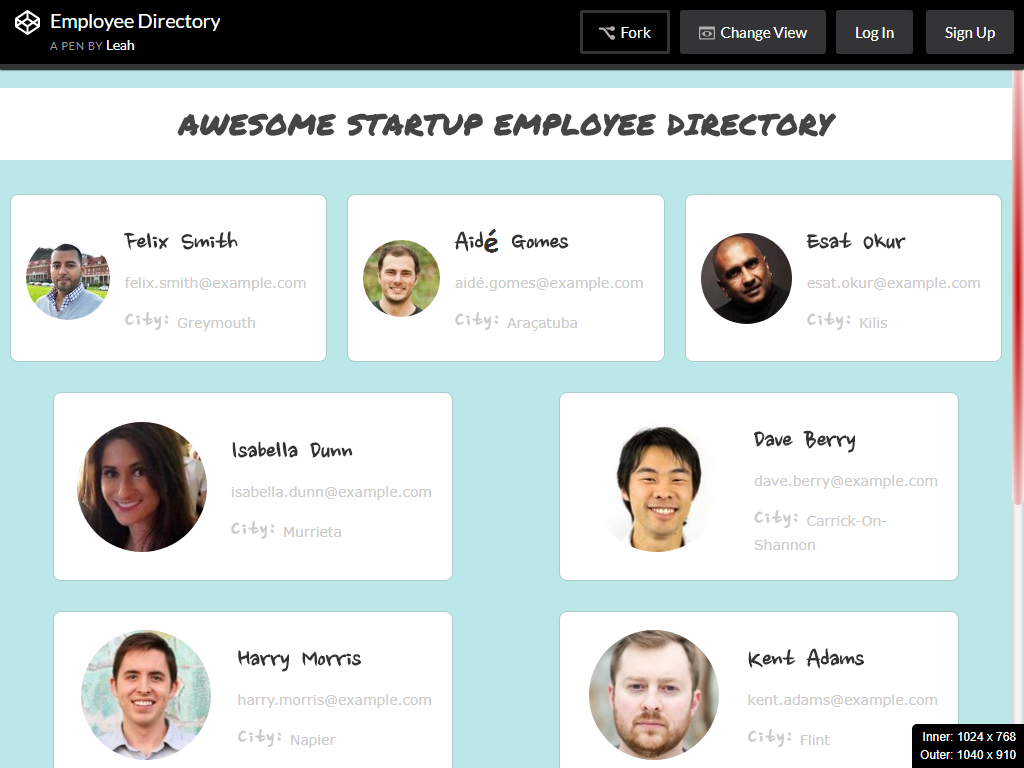 Employee Directory
A PEN BY Leah
Fork
Change View
Log In
Sign Up
AWESOME STARTUP EMPLOYEE DIRECTORY
Felix Smith
felix.smith@example.com
City: Greymouth
Aidé Gomes
aidé.gomes@example.com
City: Araçatuba
Esat Okur
esat.okur@example.com
City: Kilis
Isabella Dunn
isabella.dunn@example.com
City: Murrieta
Dave Berry
dave.berry@example.com
City: Carrick-On-
Shannon
Harry Morris
harry.morris@example.com
City: Napier
Kent Adams
kent.adams@example.com
City: Flint
Inner: 1024 x 768
Outer: 1040 x 910